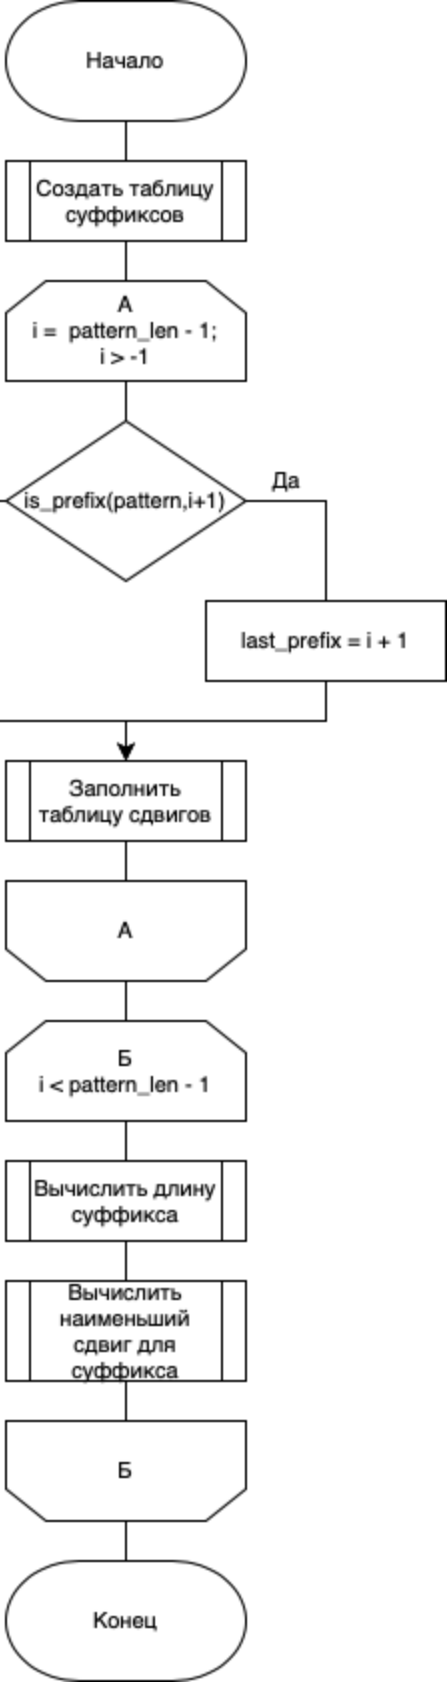 Начало
Создать таблицу
суффиксов
А
i = pattern_len - 1;
i > -1
is_prefix(pattern,i+1)
Да
last_prefix = i + 1
Заполнить
таблицу сдвигов
А
Б
i < pattern_len - 1
Вычислить длину
суффикса
Вычислить
наименьший
сдвиг для
суффикса
Б
Конец